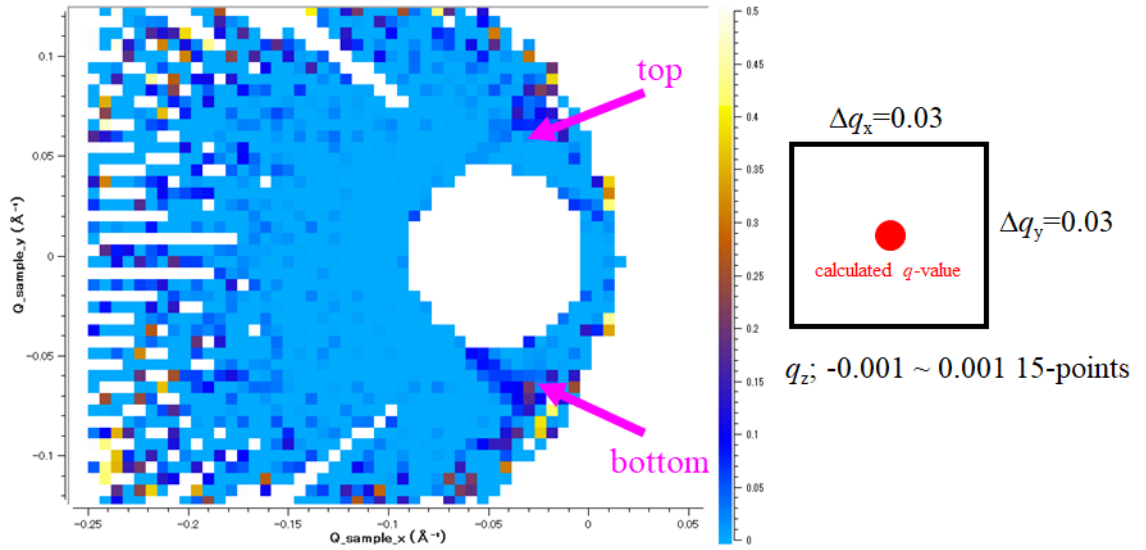 0.1
0.05
0
-0.05
-0.1
Q_sample_y (Å⁻¹)
-0.25
-0.2
-0.15
-0.1
-0.05
0
0.05
Q_sample_x (Å⁻¹)
top
bottom
0.5
0.45
0.4
0.35
0.3
0.25
0.2
0.15
0.1
0.05
0
Δqx=0.03
Δqy=0.03
calculated q-value
qz; -0.001 ~ 0.001 15-points